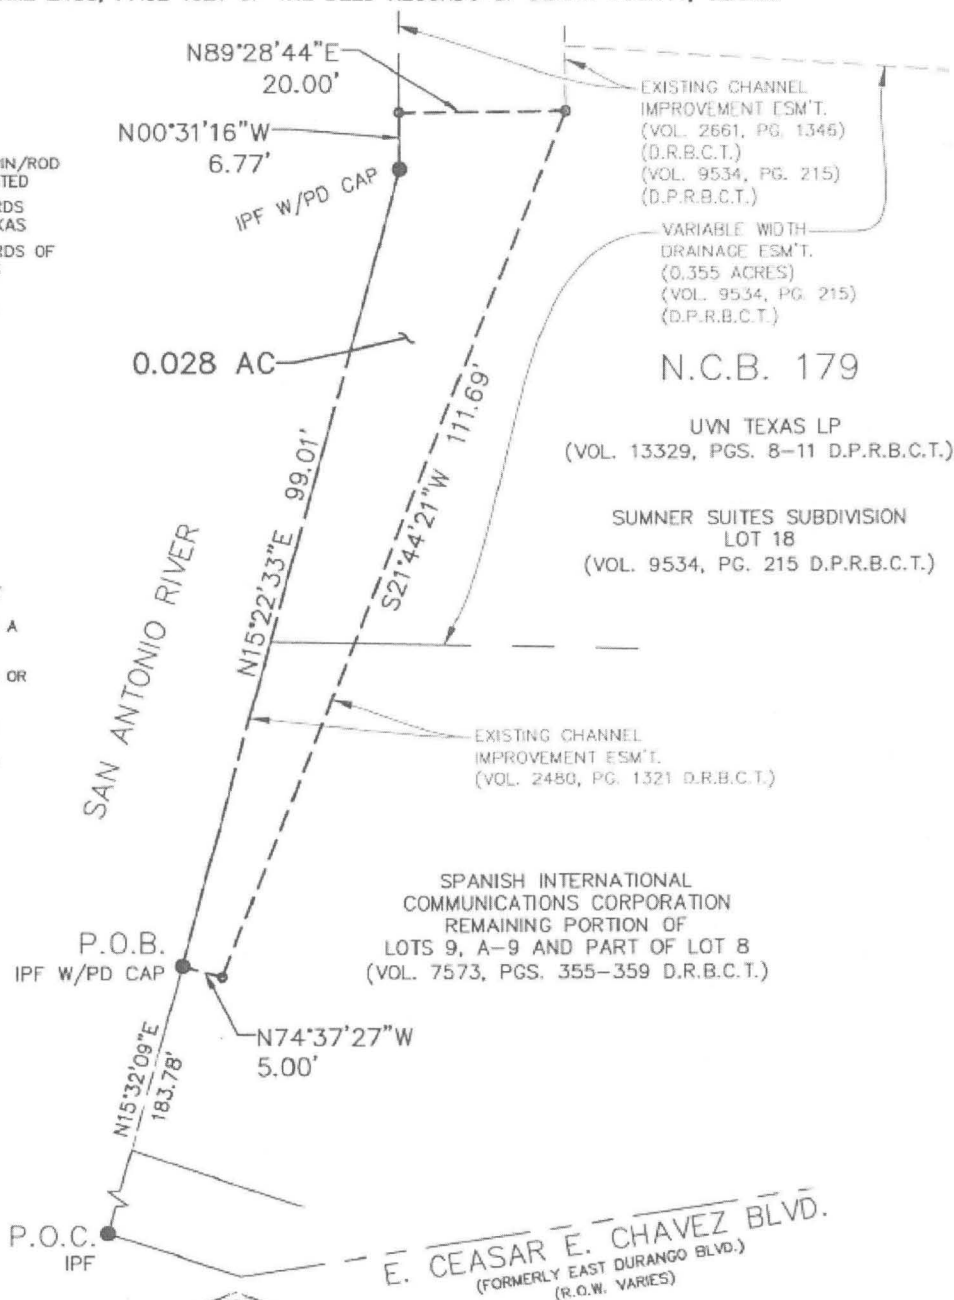 N89°28'44"E
20.00'
N00°31'16"W
6.77'
IPF W/PD CAP
IN/ROD
TED
RDS
XAS
RDS OF
EXISTING CHANNEL
IMPROVEMENT ESM'T.
(VOL. 2661, PG. 1346)
(D.R.B.C.T.)
(VOL. 9534, PG. 215)
(D.P.R.B.C.T.)
VARIABLE WIDTH
DRAINAGE ESM'T.
(0.355 ACRES)
(VOL. 9534, PG. 215)
(D.P.R.B.C.T.)
0.028 AC
N.C.B. 179
UVN TEXAS LP
(VOL. 13329, PGS. 8-11 D.P.R.B.C.T.)
SUMNER SUITES SUBDIVISION
LOT 18
(VOL. 9534, PG. 215 D.P.R.B.C.T.)
N15°22'33"E 99.01'
S21°44'21"W 111.69'
SAN ANTONIO RIVER
A
OR
EXISTING CHANNEL
IMPROVEMENT ESM'T.
(VOL. 2480, PG. 1321 D.R.B.C.T.)
SPANISH INTERNATIONAL
COMMUNICATIONS CORPORATION
REMAINING PORTION OF
LOTS 9, A-9 AND PART OF LOT 8
(VOL. 7573, PGS. 355-359 D.R.B.C.T.)
P.O.B.
IPF W/PD CAP
N74°37'27"W
5.00'
N15°32'09"E
183.78'
P.O.C.
IPF
E. CEASAR E. CHAVEZ BLVD.
(FORMERLY EAST DURANGO BLVD.)
(R.O.W. VARIES)